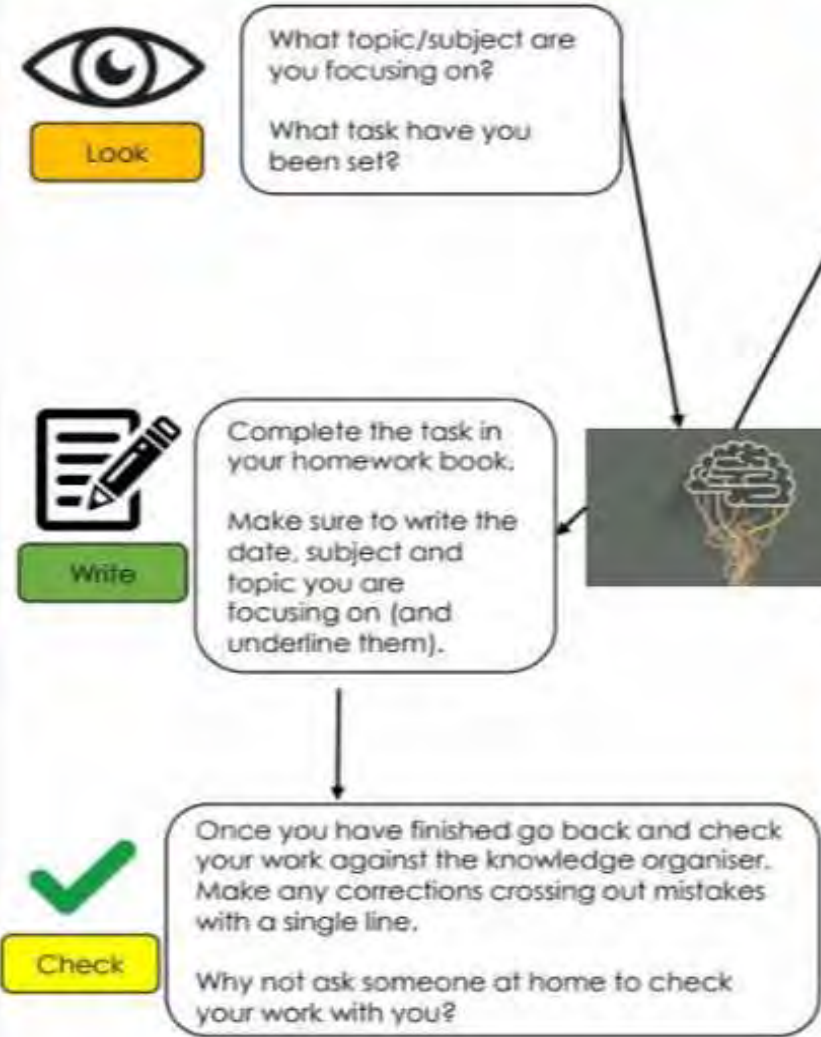 Look
What topic/subject are
you focusing on?
What task have you
been set?
Write
Complete the task in
your homework book.
Make sure to write the
date, subject and
topic you are
focusing on (and
underline them).
Check
Once you have finished go back and check
your work against the knowledge organiser.
Make any corrections crossing out mistakes
with a single line.
Why not ask someone at home to check
your work with you?